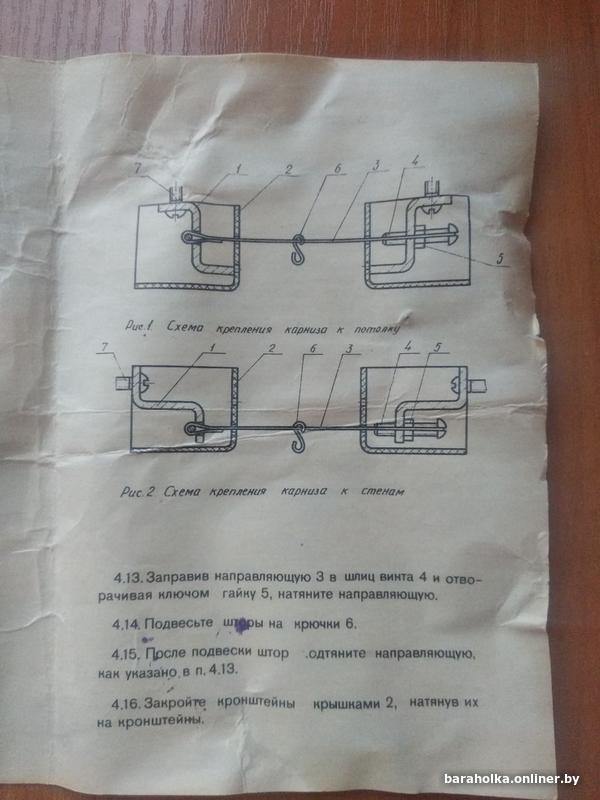 7 1 2 6 3 4
5
Рис.1. Схема крепления карниза к потолку
7 1 2 6 3 4 5
Рис.2 Схема крепления карниза к стенам
4.13. Заправив направляющую 3 в шлиц винта 4 и отво-
рачивая ключом гайку 5, натяните направляющую.
4.14. Подвесьте шторы на крючки 6.
4.15. После подвески штор .одтяните направляющую,
как указано в п. 4.13.
4.16. Закройте кронштейны крышками 2, натянув их
на кронштейны.
baraholka.onliner.by